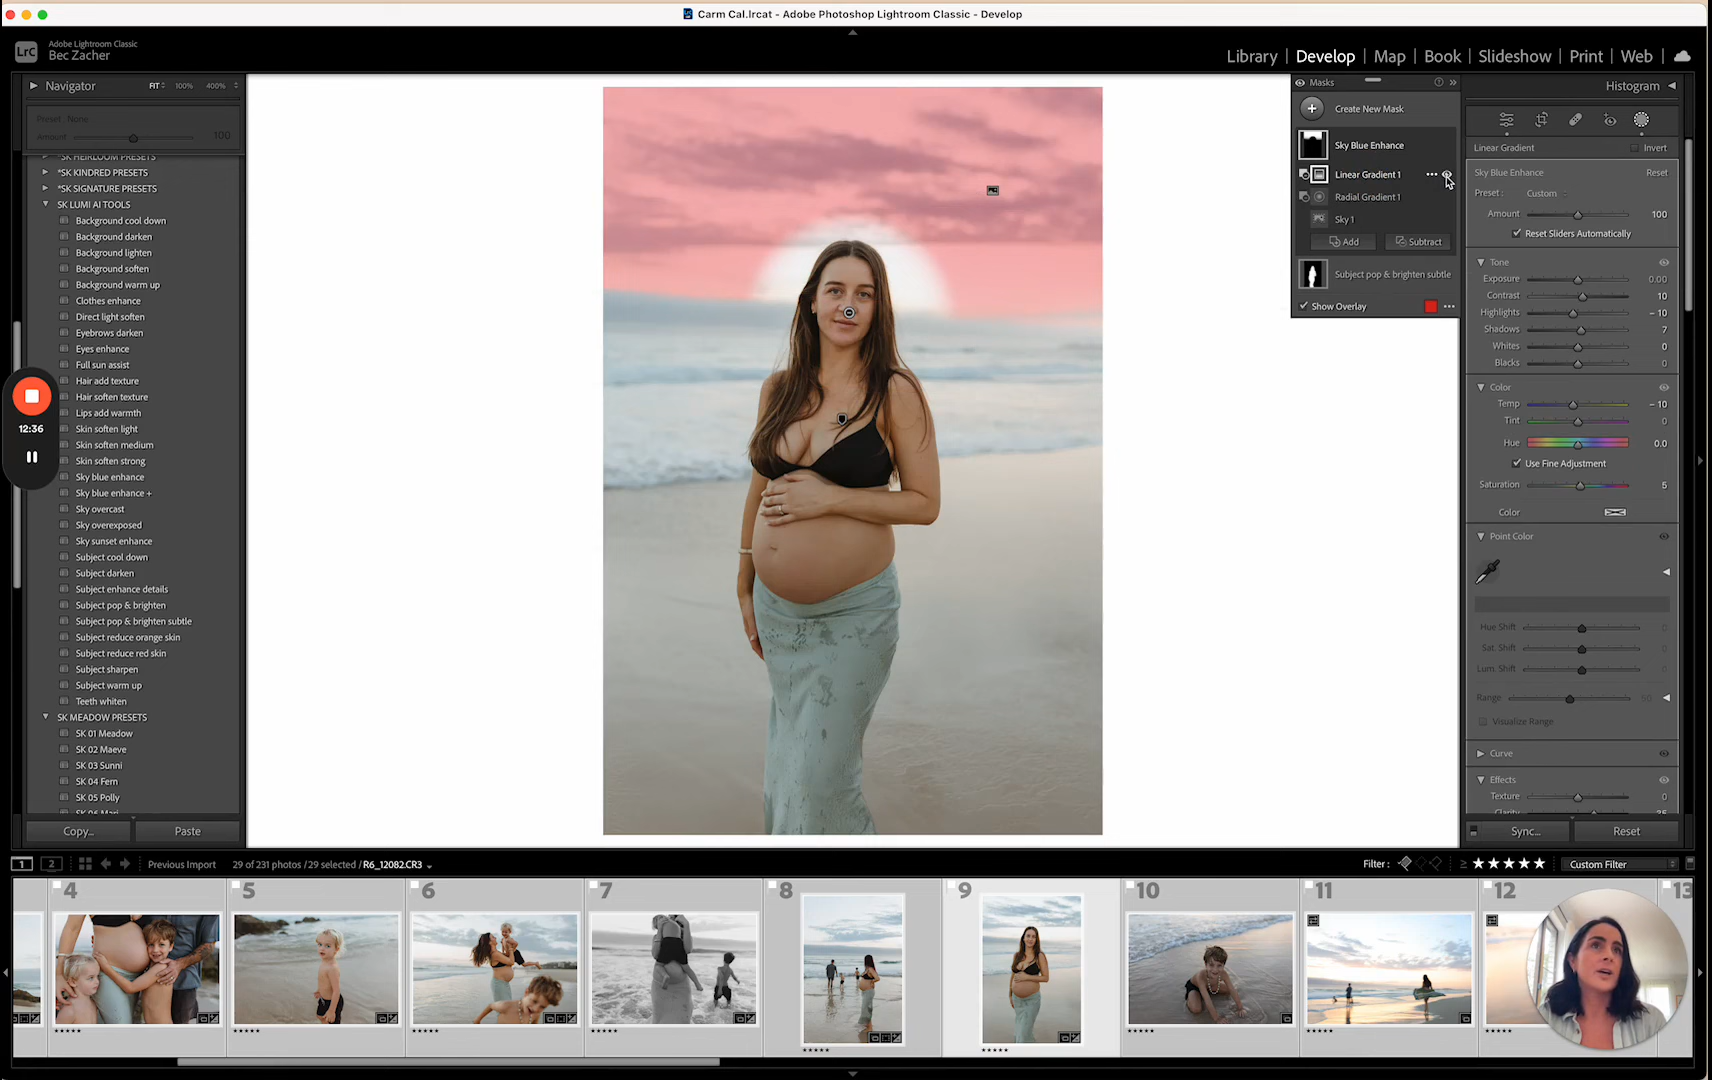 Carm Cal.lrcat - Adobe Photoshop Lightroom Classic - Develop
LrC
Adobe Lightroom Classic
Bec Zacher
Library | Develop | Map | Book | Slideshow | Print | Web
Navigator
FIT 100% 400%
Preset: None
Amount 100
*SK HEIRLOOM PRESETS
*SK KINDRED PRESETS
*SK SIGNATURE PRESETS
SK LUMI AI TOOLS
Background cool down
Background darken
Background lighten
Background soften
Background warm up
Clothes enhance
Direct light soften
Eyebrows darken
Eyes enhance
Full sun assist
Hair add texture
Hair soften texture
Lips add warmth
Skin soften light
Skin soften medium
Skin soften strong
Sky blue enhance
Sky blue enhance +
Sky overcast
Sky overexposed
Sky sunset enhance
Subject cool down
Subject darken
Subject enhance details
Subject pop & brighten
Subject pop & brighten subtle
Subject reduce orange skin
Subject reduce red skin
Subject sharpen
Subject warm up
Teeth whiten
SK MEADOW PRESETS
SK 01 Meadow
SK 02 Maeve
SK 03 Sunni
SK 04 Fern
SK 05 Polly
Copy... Paste
12:36
Masks
Create New Mask
Sky Blue Enhance
Linear Gradient 1
Radial Gradient 1
Sky 1
Add Subtract
Subject pop & brighten subtle
Show Overlay
Histogram
Linear Gradient Invert
Sky Blue Enhance Reset
Preset: Custom
Amount 100
Reset Sliders Automatically
Tone
Exposure 0.00
Contrast 10
Highlights – 10
Shadows 7
Whites 0
Blacks 0
Color
Temp – 10
Tint 0
Hue 0.0
Use Fine Adjustment
Saturation 5
Color
Point Color
Hue Shift 0
Sat. Shift 0
Lum. Shift 0
Range 50
Visualize Range
Curve
Effects
Texture 0
Clarity 35
Sync... Reset
1 2 Previous Import 29 of 231 photos / 29 selected / R6_12082.CR3 Filter : ≥ ★★★★★ Custom Filter
4 5 6 7 8 9 10 11 12 13